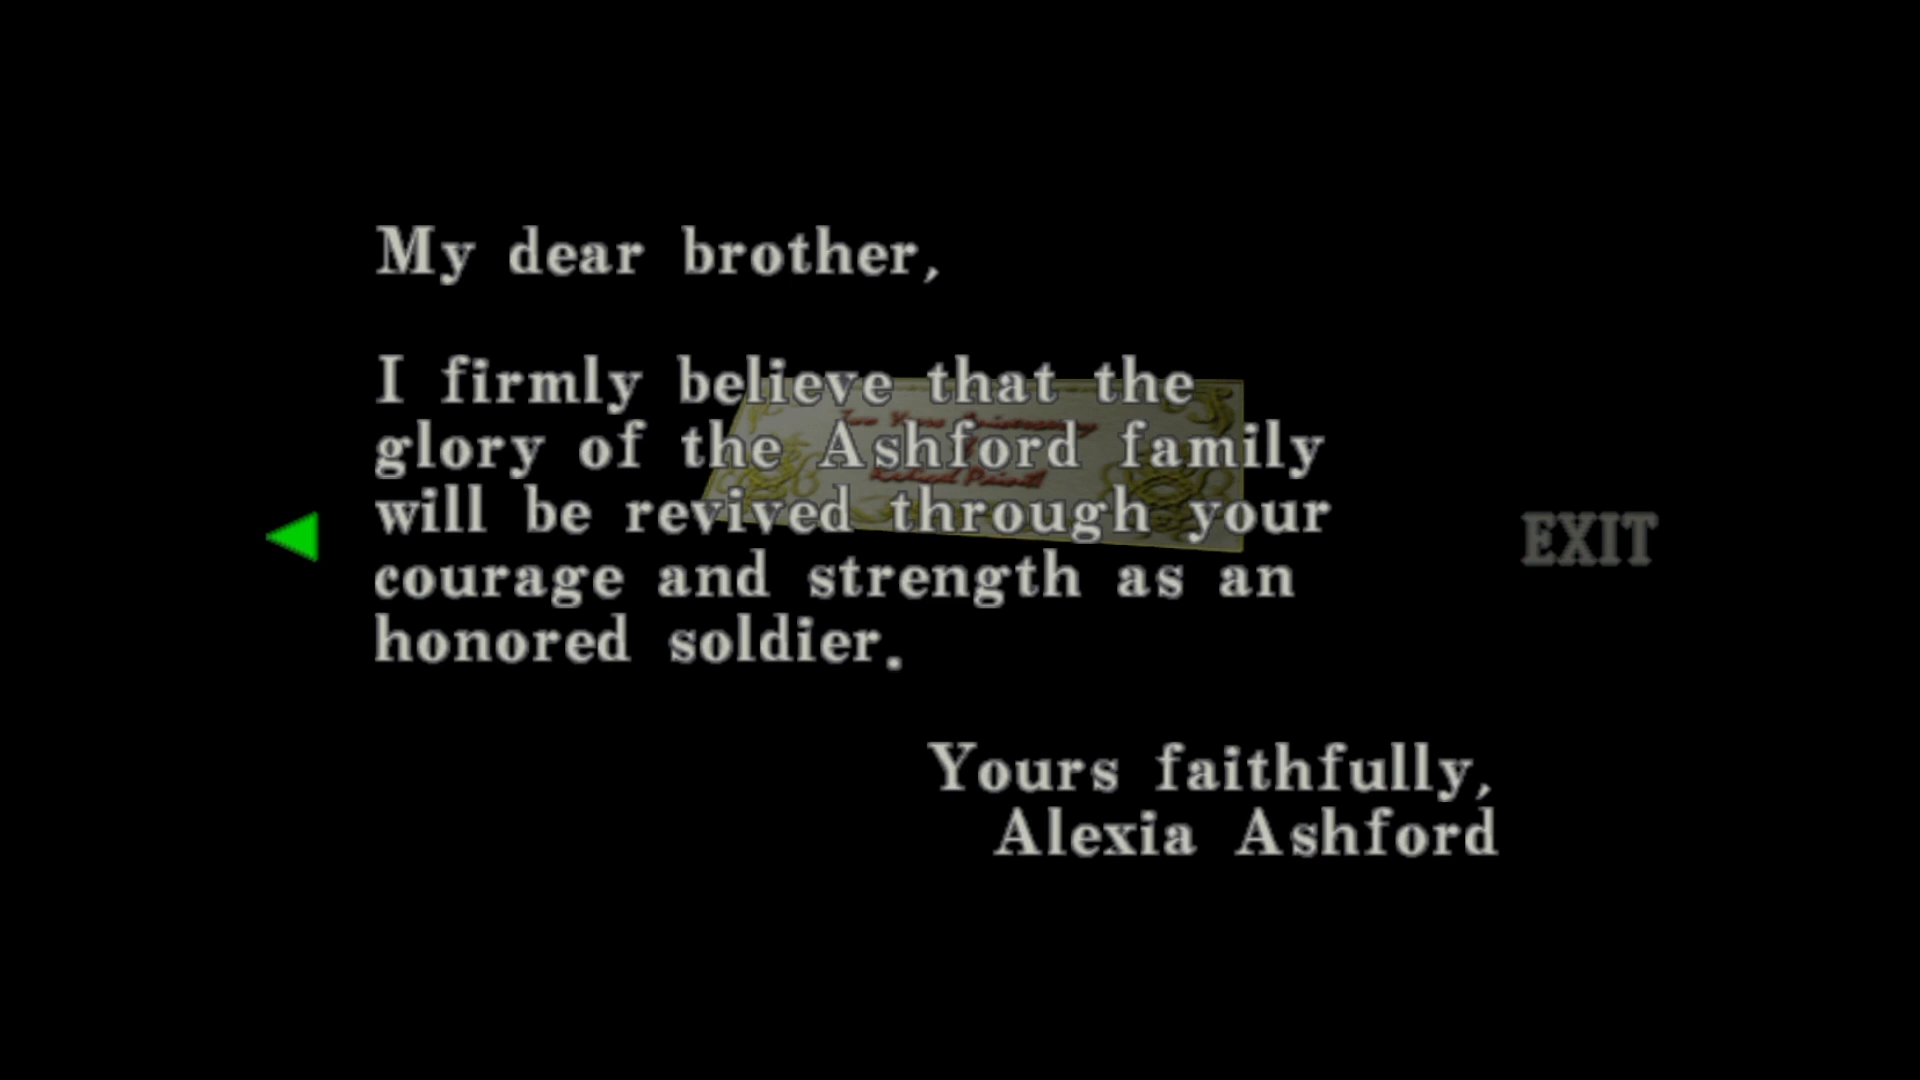 My dear brother,
I firmly believe that the
glory of the Ashford family
will be revived through your
courage and strength as an
honored soldier.
Yours faithfully,
Alexia Ashford
EXIT